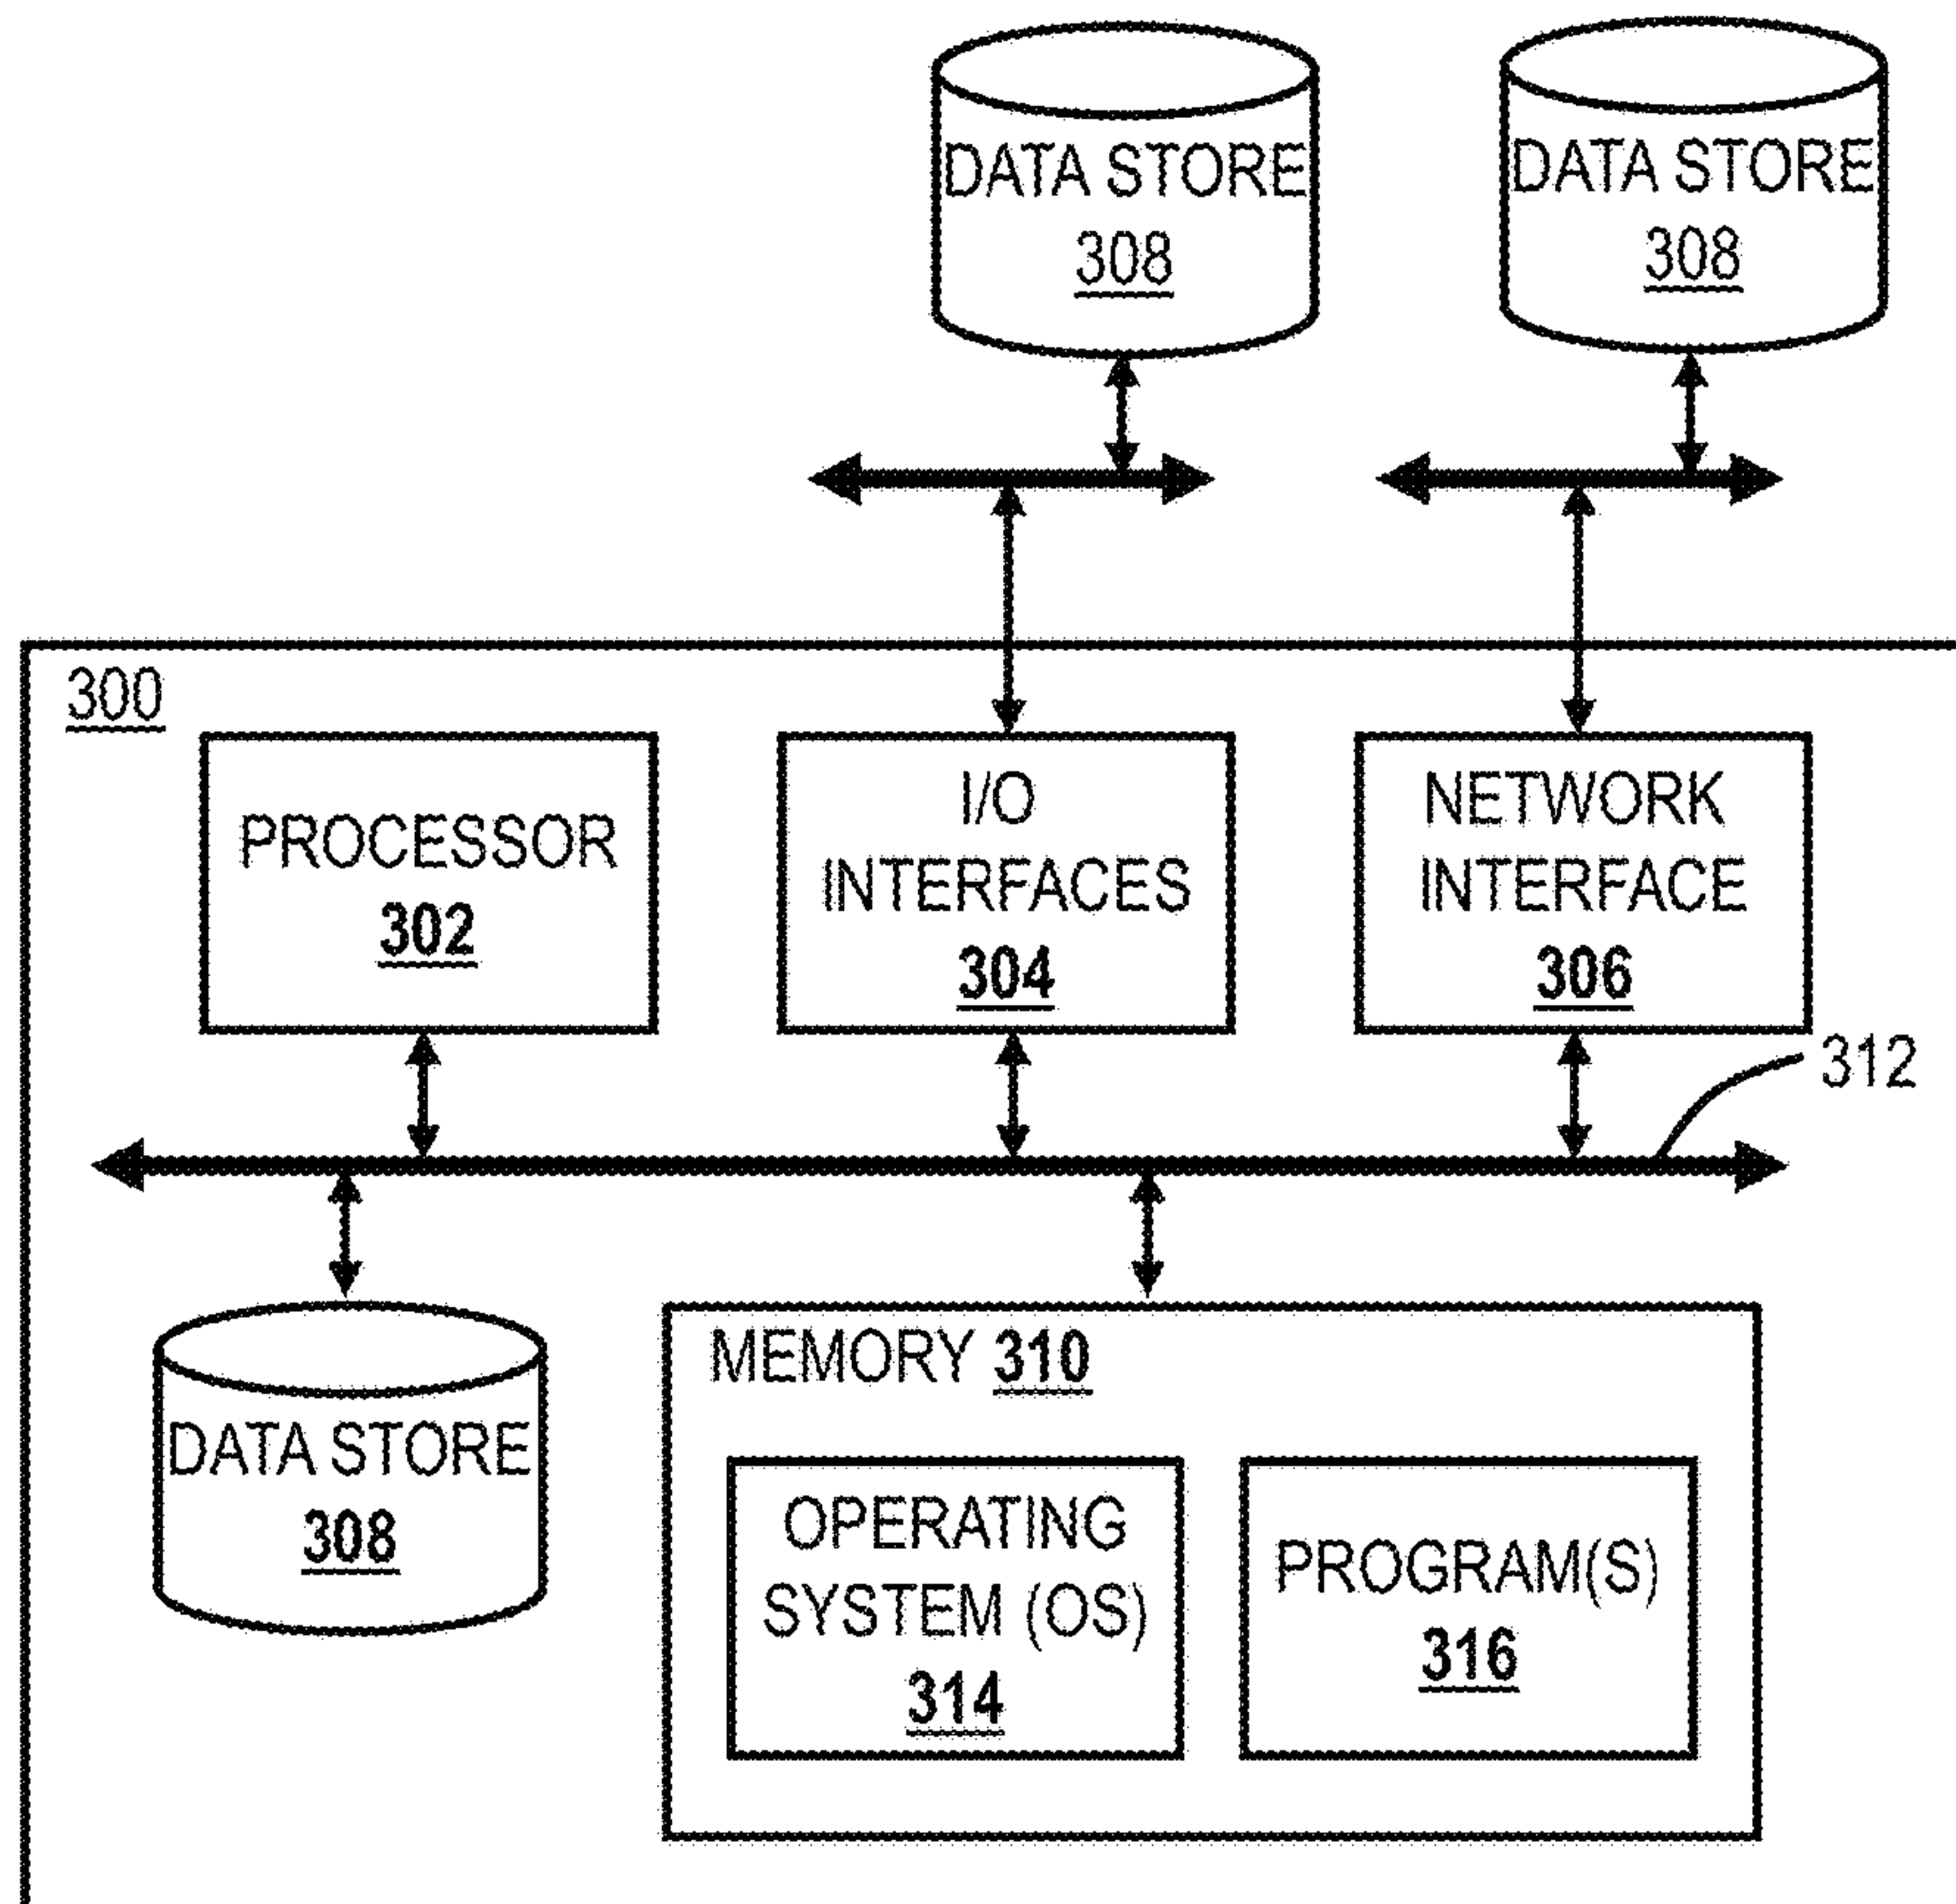 DATA STORE
308
DATA STORE
308
300
PROCESSOR
302
I/O
INTERFACES
304
NETWORK
INTERFACE
306
312
DATA STORE
308
MEMORY 310
OPERATING
SYSTEM (OS)
314
PROGRAM(S)
316